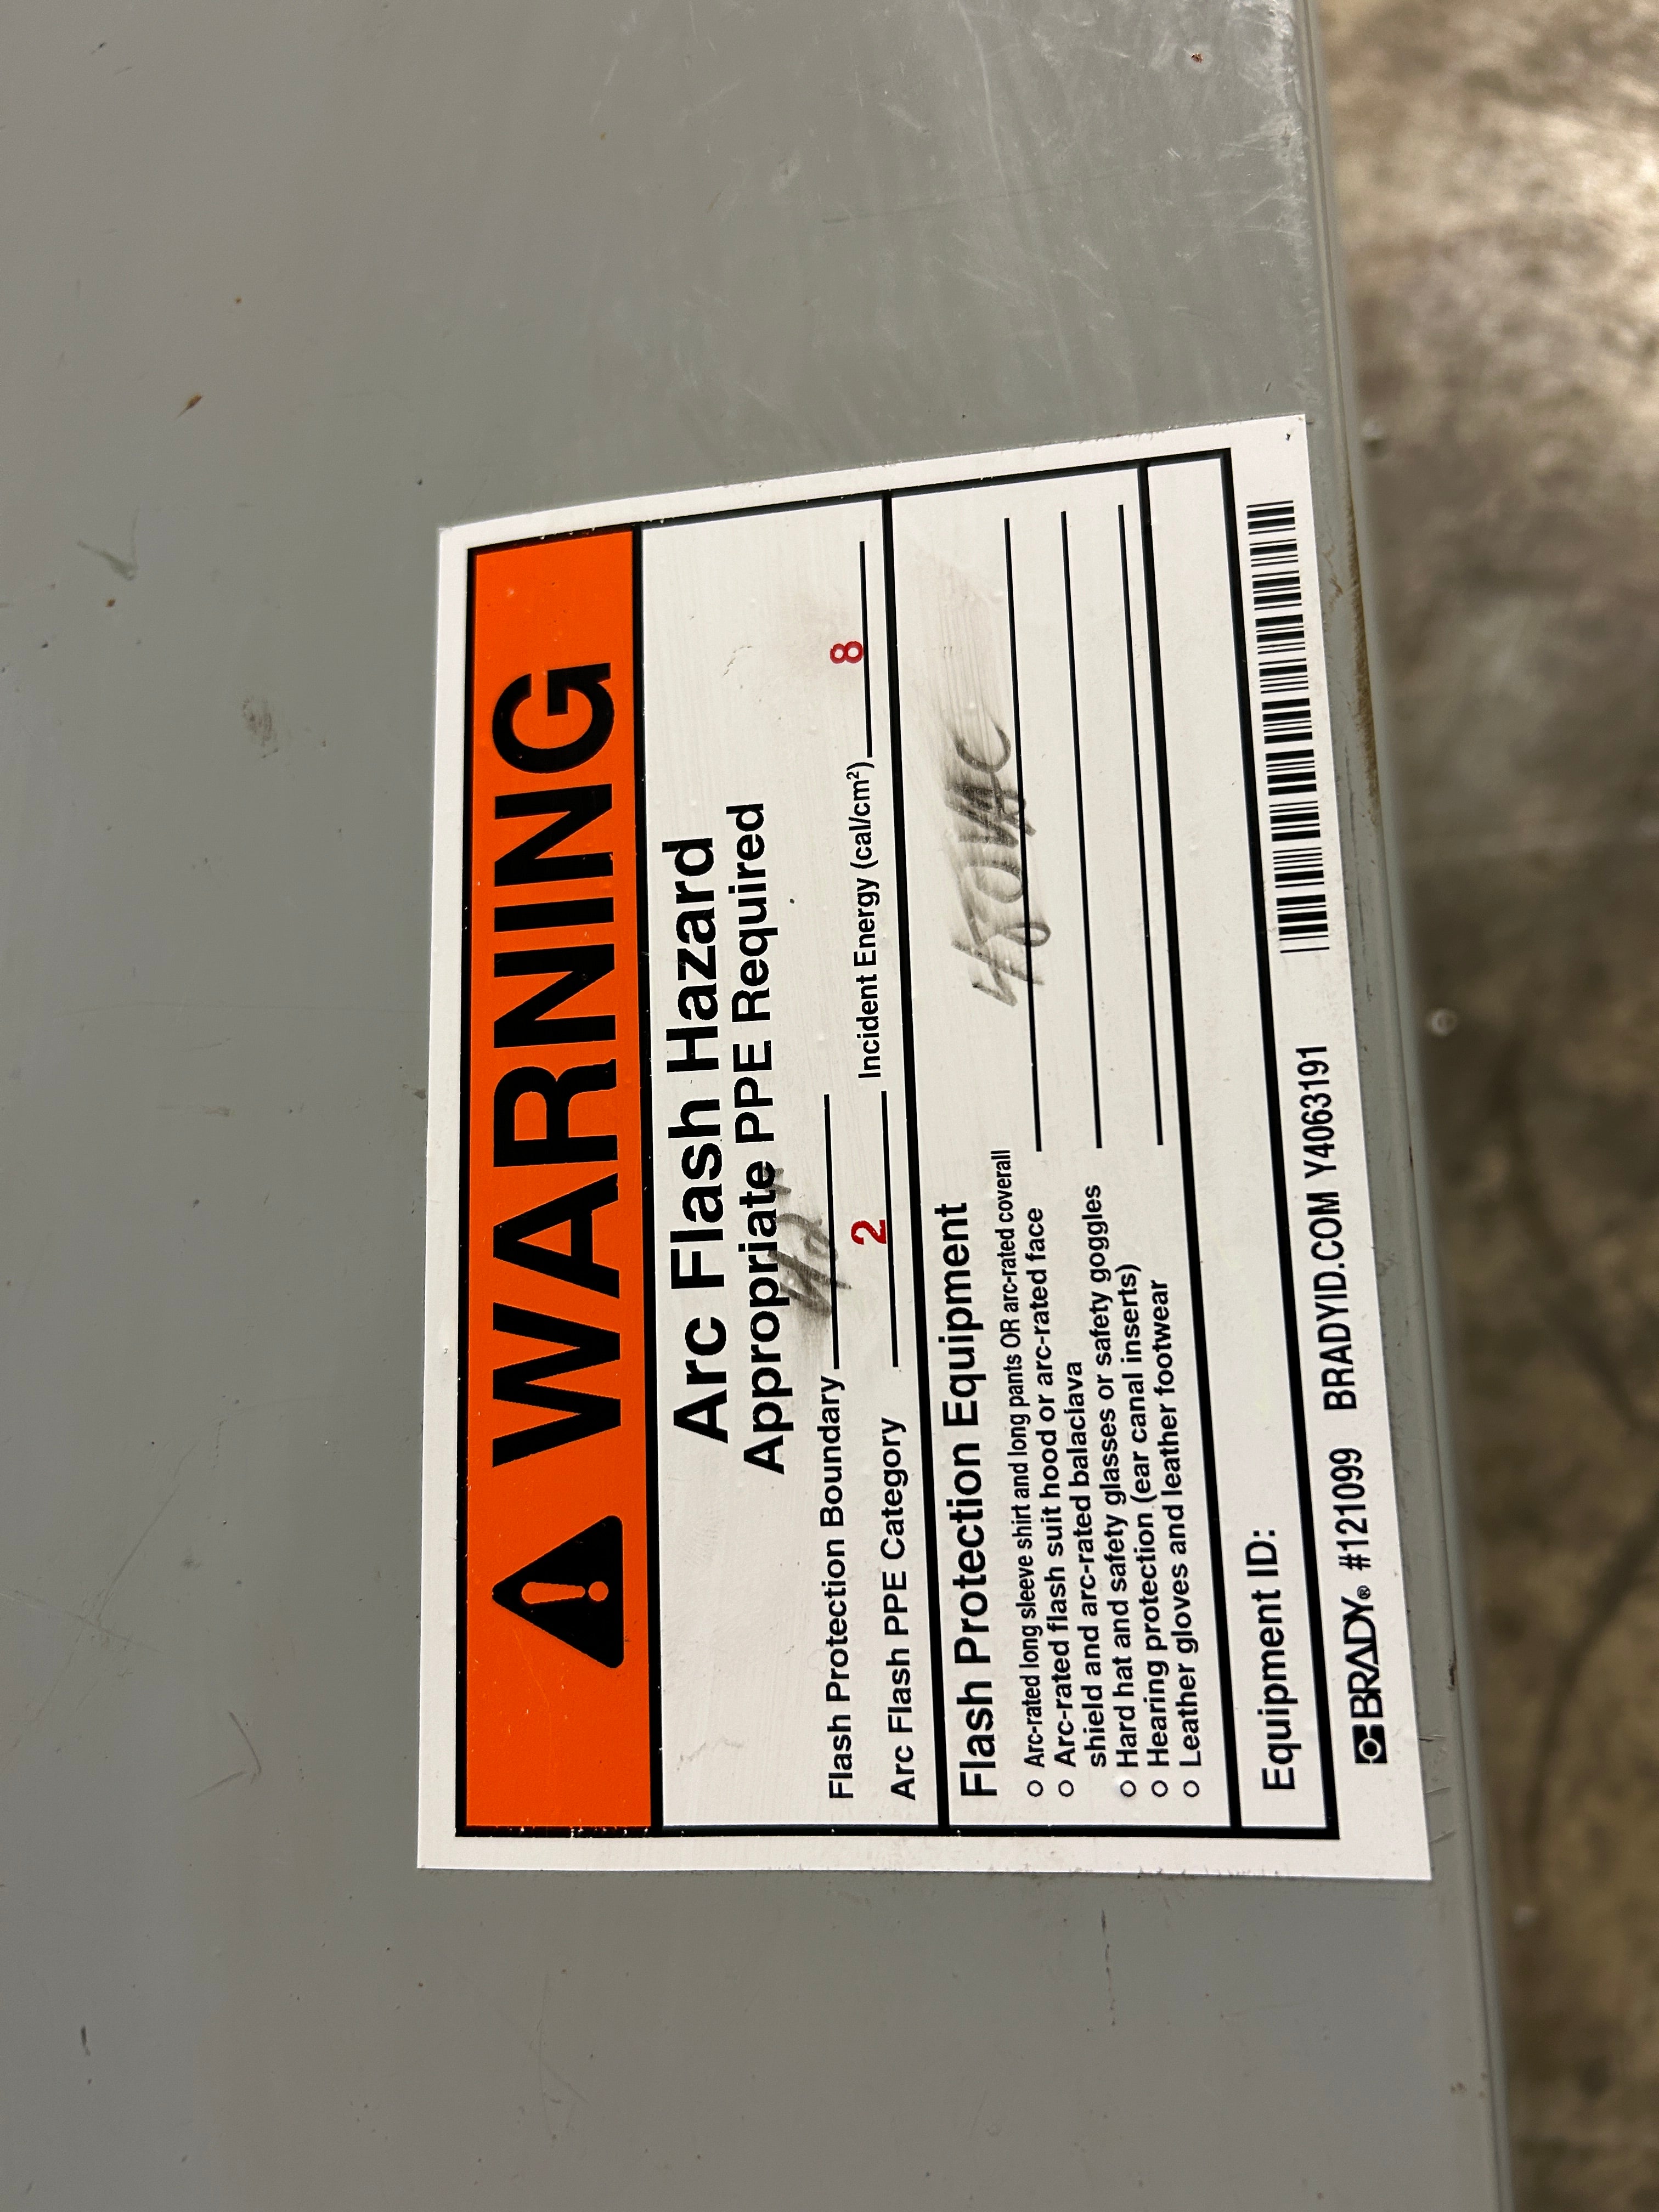 WARNING
Arc Flash Hazard
Appropriate PPE Required
Flash Protection Boundary
Arc Flash PPE Category 2 Incident Energy (cal/cm²) 8
Flash Protection Equipment
○ Arc-rated long sleeve shirt and long pants OR arc-rated coverall
○ Arc-rated flash suit hood or arc-rated face
shield and arc-rated balaclava
○ Hard hat and safety glasses or safety goggles
○ Hearing protection (ear canal inserts)
○ Leather gloves and leather footwear
480VAC
Equipment ID:
BRADY® #121099 BRADYID.COM Y4063191